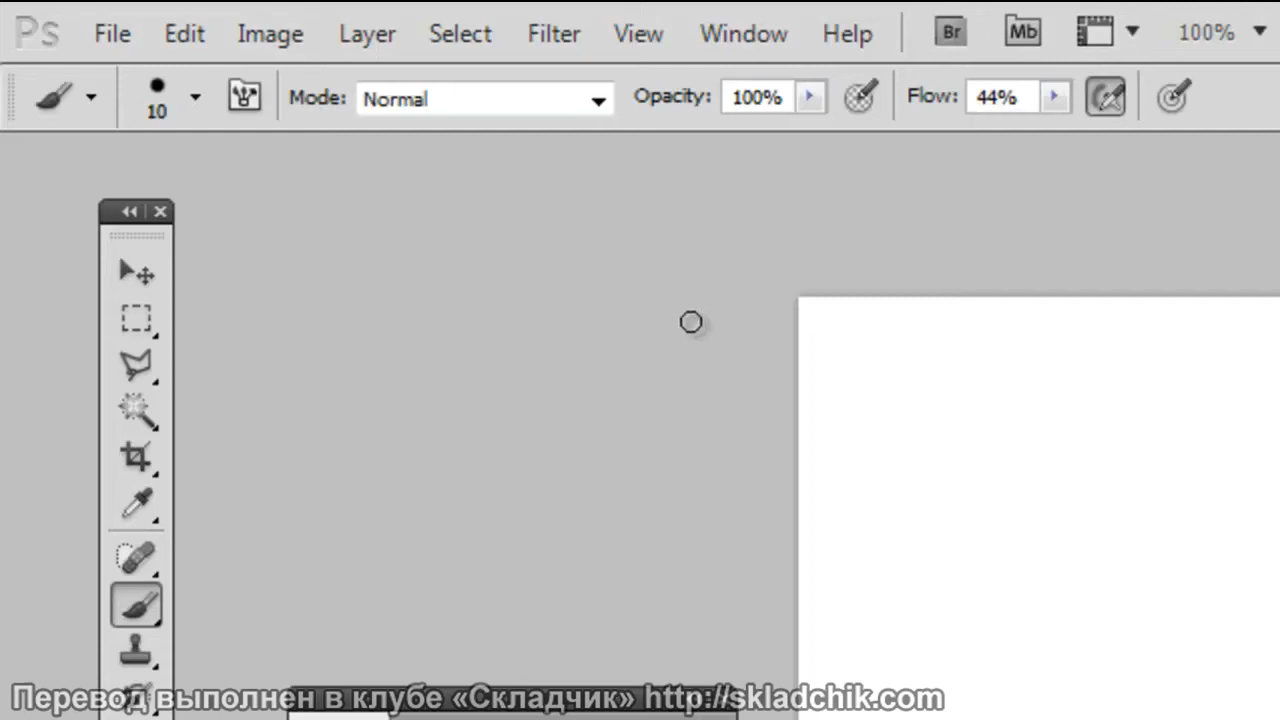 Ps File Edit Image Layer Select Filter View Window Help Br Mb 100%
10 Mode: Normal Opacity: 100% Flow: 44%
Перевод выполнен в клубе «Складчик» http://skladchik.com